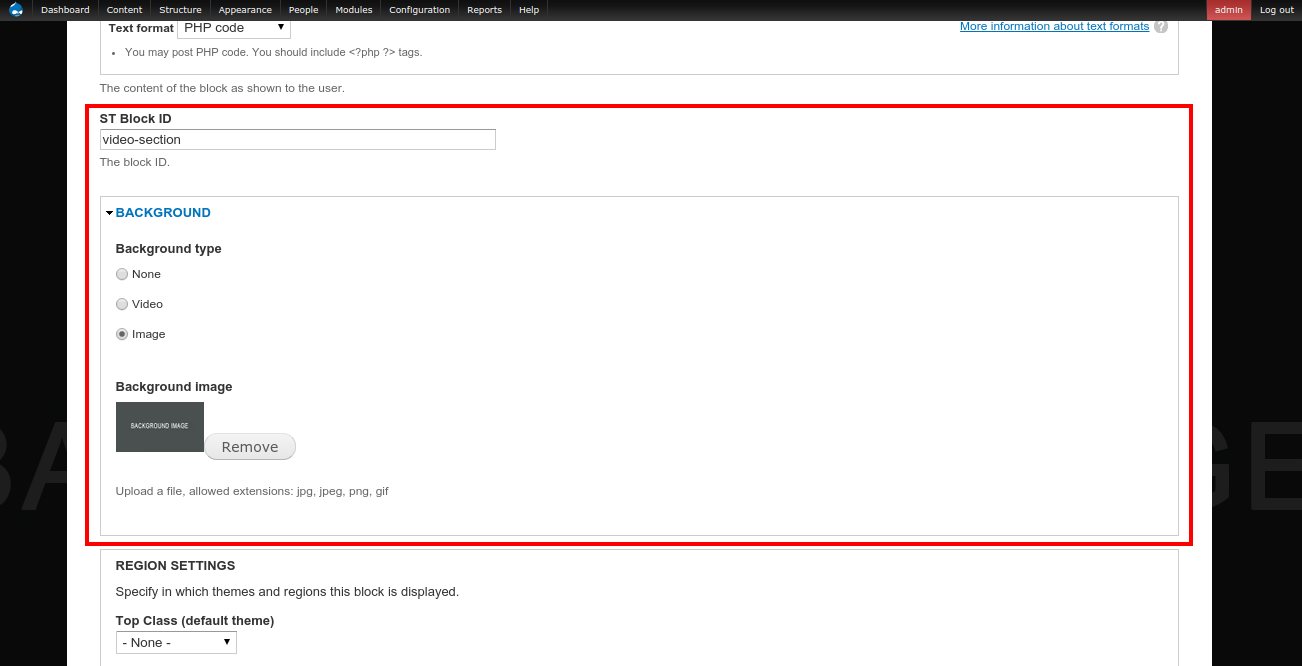 Dashboard Content Structure Appearance People Modules Configuration Reports Help admin Log out
Text format PHP code More information about text formats ?
You may post PHP code. You should include <?php ?> tags.
The content of the block as shown to the user.
ST Block ID
video-section
The block ID.
BACKGROUND
Background type
None
Video
Image
Background image
BACKGROUND IMAGE
Remove
Upload a file, allowed extensions: jpg, jpeg, png, gif
REGION SETTINGS
Specify in which themes and regions this block is displayed.
Top Class (default theme)
- None -